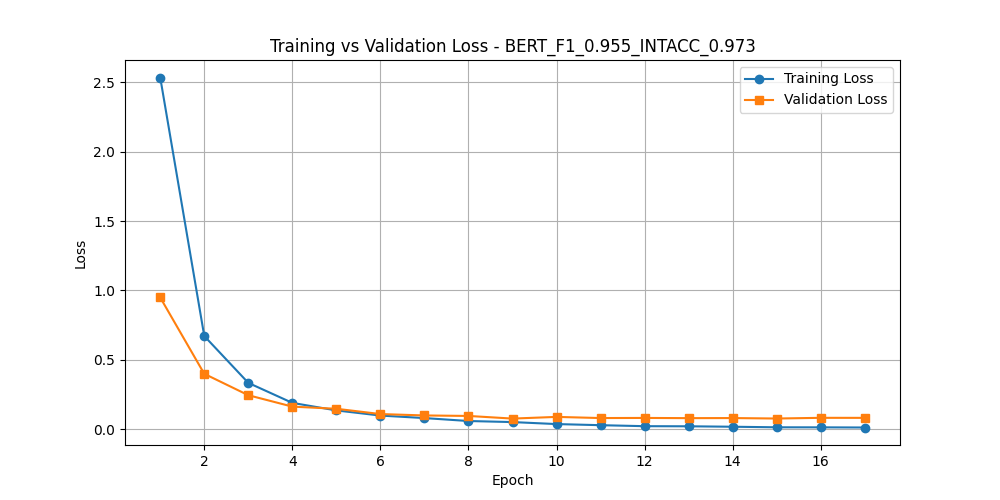 Training vs Validation Loss - BERT_F1_0.955_INTACC_0.973
Training Loss
Validation Loss
2.5
2.0
1.5
1.0
0.5
0.0
Loss
2 4 6 8 10 12 14 16
Epoch